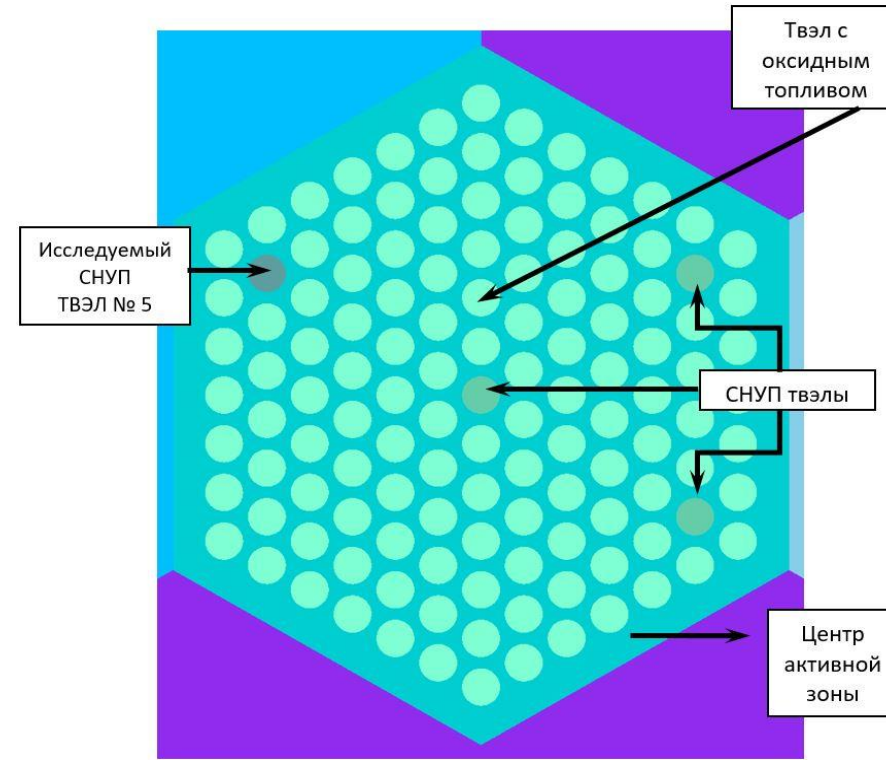 Твэл с
оксидным
топливом
Исследуемый
СНУП
ТВЭЛ № 5
СНУП твэлы
Центр
активной
зоны